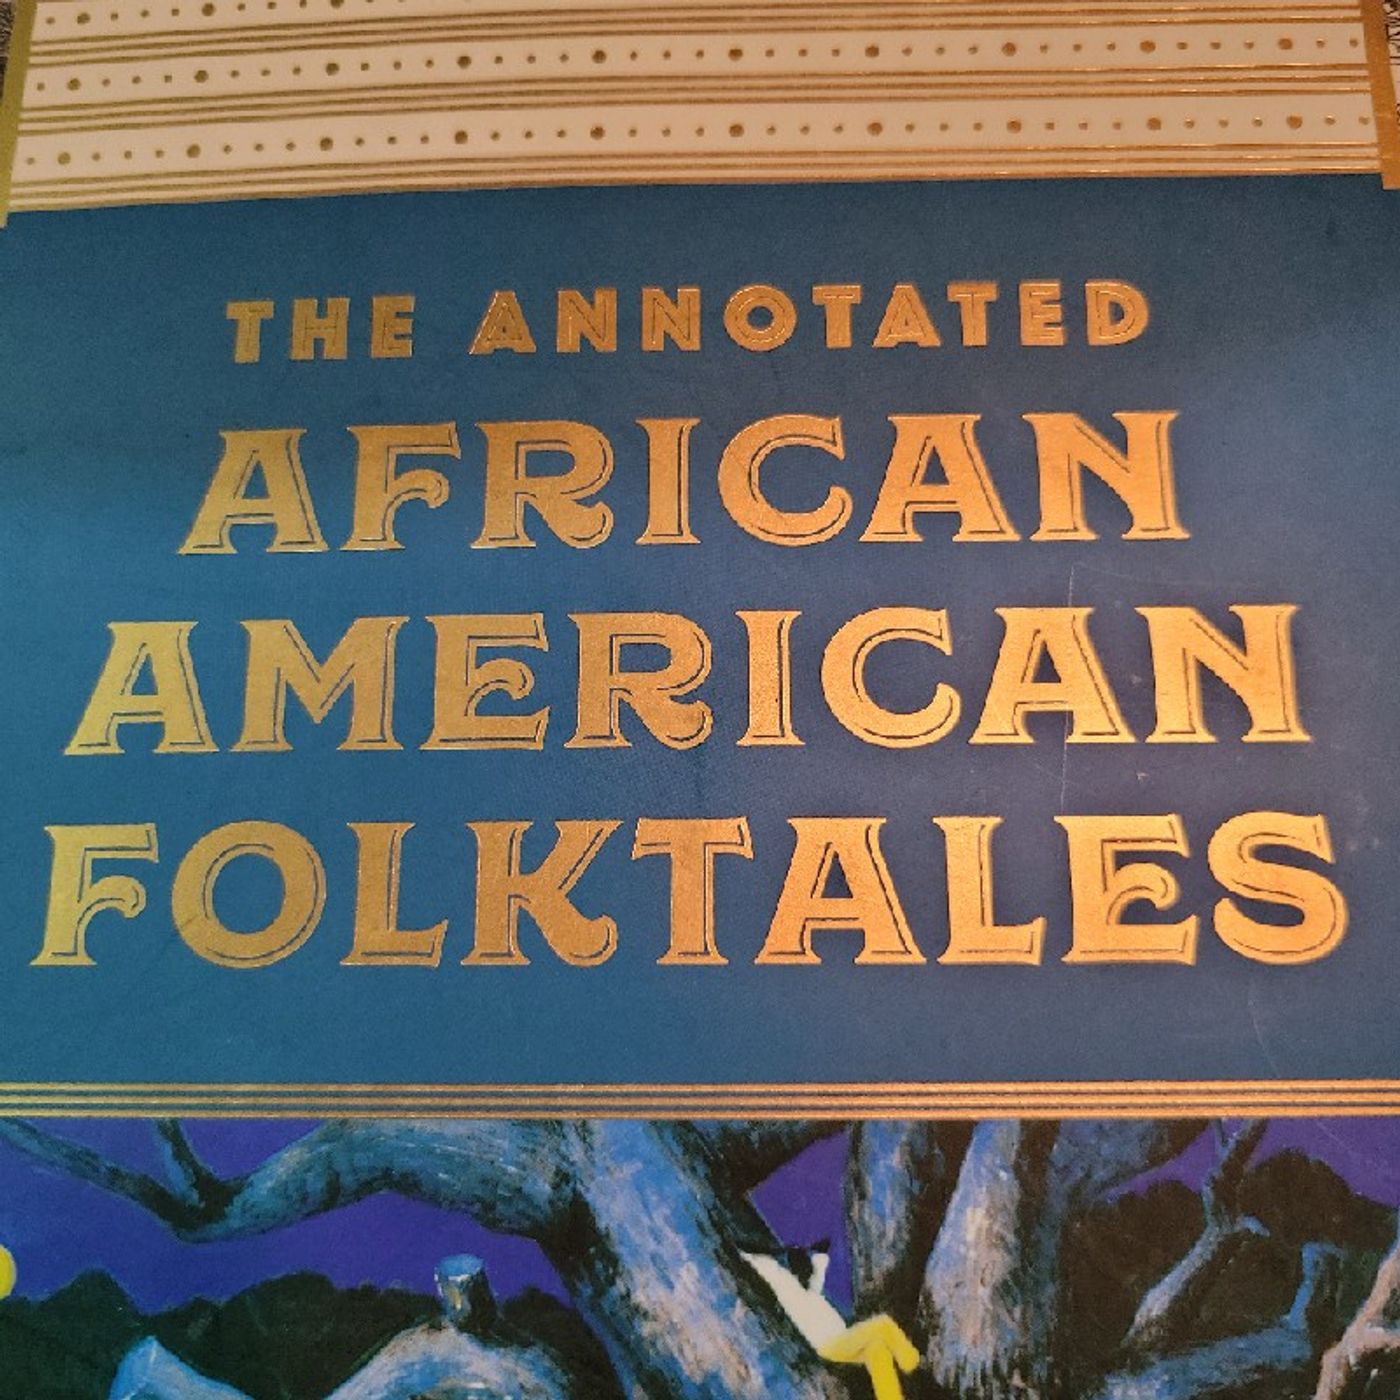 THE ANNOTATED
AFRICAN
AMERICAN
FOLKTALES